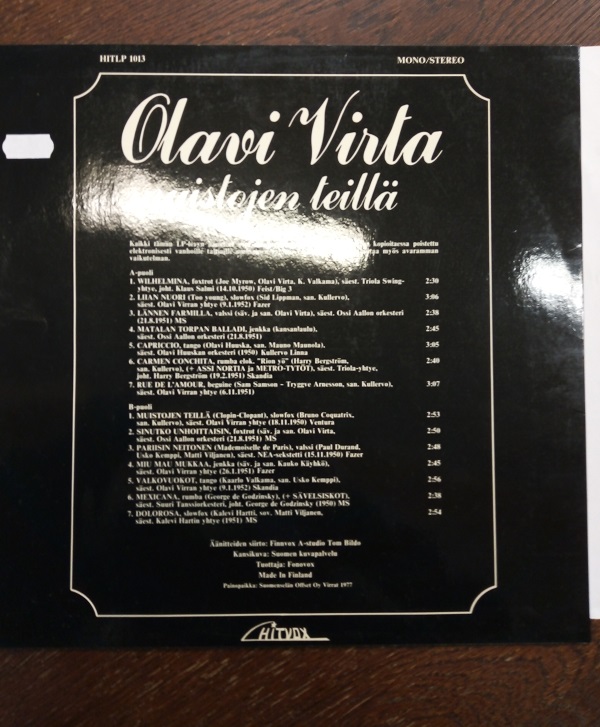 HITLP 1013
MONO/STEREO
Olavi Virta
muistojen teillä
Kaikki tämän LP-levyn kopioitaessa poistettu
elektronisesti vanhoille myös avaramman
vaikutelman.
A-puoli
1. WILHELMINA, foxtrot (Joe Myrow, Olavi Virta, K. Valkama), säest. Triola Swing- 2:30
yhtye, joht. Klaus Salmi (14.10.1950) Feist/Big 3
2. LIIAN NUORI (Too young), slowfox (Sid Lippman, san. Kullervo), 3:06
säest. Olavi Virran yhtye (9.1.1952) Fazer
3. LÄNNEN FARMILLA, valssi (säv. ja san. Olavi Virta), säest. Ossi Aallon orkesteri 2:38
(21.8.1951) MS
4. MATALAN TORPAN BALLADI, jenkka (kansanlaulu), 2:45
säest. Ossi Aallon orkesteri (21.8.1951)
5. CAPRICCIO, tango (Olavi Huuska, san. Mauno Maunola), 3:05
säest. Olavi Huuskan orkesteri (1950) Kullervo Linna
6. CARMEN CONCHITA, rumba elok. "Rion yö" (Harry Bergström, 2:40
san. Kullervo), (+ ASSI NORTIA ja METRO-TYTÖT), säest. Triola-yhtye,
joht. Harry Bergström (19.2.1951) Skandia
7. RUE DE L'AMOUR, beguine (Sam Samson - Tryggve Arnesson, san. Kullervo), 3:07
säest. Olavi Virran yhtye (6.11.1951)
B-puoli
1. MUISTOJEN TEILLÄ (Clopin-Clopant), slowfox (Bruno Coquatrix, 2:53
san. Kullervo), säest. Olavi Virran yhtye (18.11.1950) Ventura
2. SINUTKO UNHOITTAISIN, foxtrot (säv. ja san. Olavi Virta, 2:50
säest. Ossi Aallon orkesteri (21.8.1951) MS
3. PARIISIN NEITONEN (Mademoiselle de Paris), valssi (Paul Durand, 2:48
Usko Kemppi, Matti Viljanen), säest. NEA-sekstetti (15.11.1950) Fazer
4. MIU MAU MUKKAA, jenkka (säv. ja san. Kauko Käyhkö), 2:45
säest. Olavi Virran yhtye (26.1.1951) Fazer
5. VALKOVUOKOT, tango (Kaarlo Valkama, san. Usko Kemppi), 2:56
säest. Olavi Virran yhtye (9.1.1952) Skandia
6. MEXICANA, rumba (George de Godzinsky), (+ SÄVELSISKOT), 2:38
säest. Suuri Tanssiorkesteri, joht. George de Godzinsky (1950) MS
7. DOLOROSA, slowfox (Kalevi Hartti, sov. Matti Viljanen, 2:54
säest. Kalevi Hartin yhtye (1951) MS
Äänitteiden siirto: Finnvox A-studio Tom Bildo
Kansikuva: Suomen kuvapalvelu
Tuottaja: Fonovox
Made In Finland
Painopaikka: Suomenselän Offset Oy Virrat 1977
HITVOX